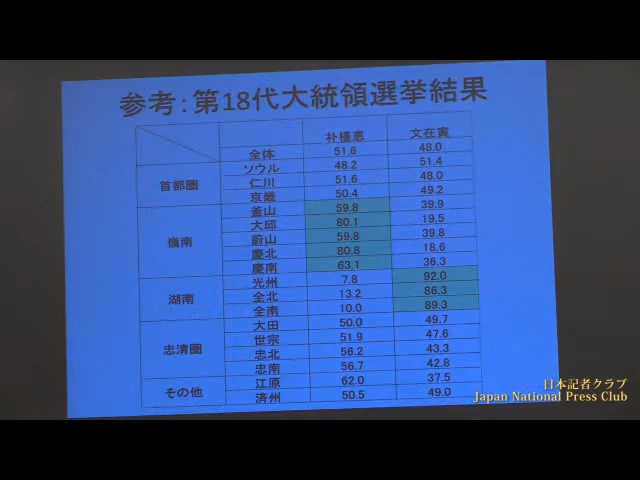 参考:第18代大統領選挙結果
朴槿恵 文在寅
全体 51.6 48.0
首都圏 ソウル 48.2 51.4
仁川 51.6 48.0
京畿 50.4 49.2
嶺南 釜山 59.8 39.9
大邱 80.1 19.5
蔚山 59.8 39.8
慶北 80.8 18.6
慶南 63.1 36.3
湖南 光州 7.8 92.0
全北 13.2 86.3
全南 10.0 89.3
忠清圏 大田 50.0 49.7
世宗 51.9 47.6
忠北 56.2 43.3
忠南 56.7 42.8
その他 江原 62.0 37.5
済州 50.5 49.0
日本記者クラブ
Japan National Press Club